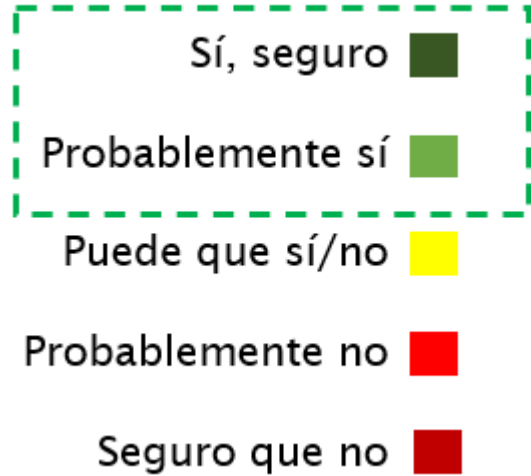 Sí, seguro
Probablemente sí
Puede que sí/no
Probablemente no
Seguro que no